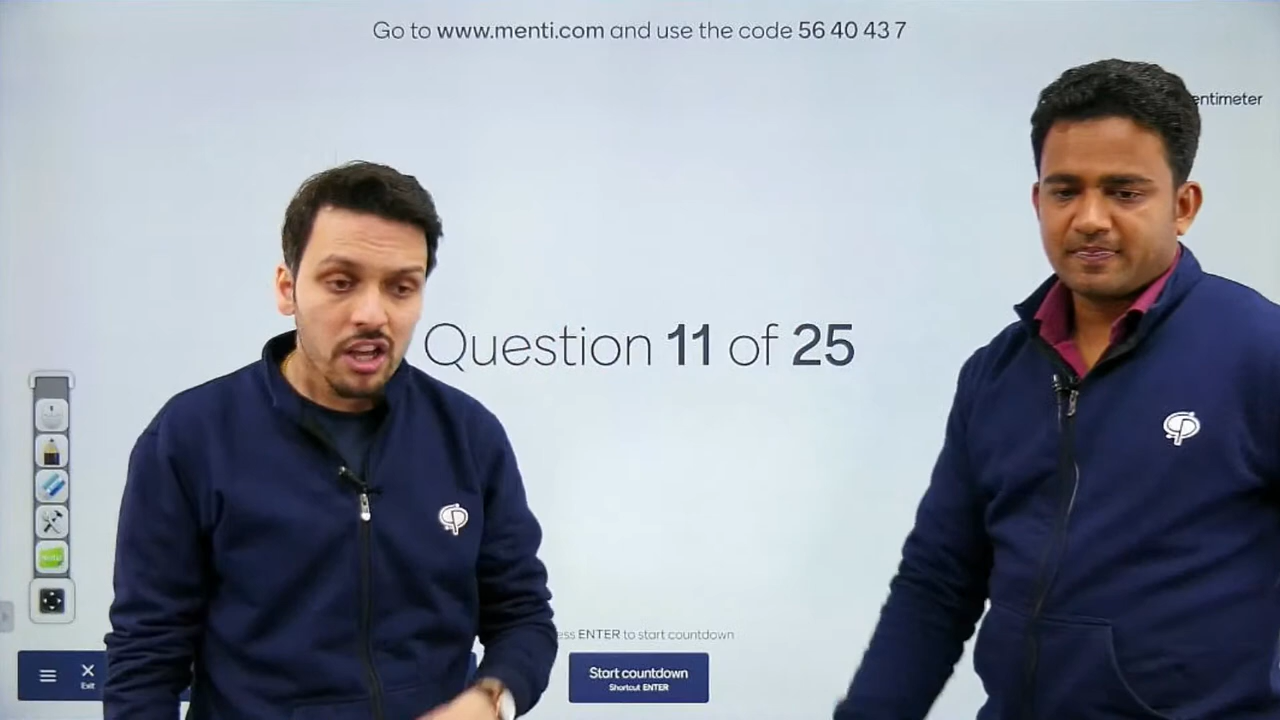 Go to www.menti.com and use the code 56 40 43 7
entimeter
Question 11 of 25
ess ENTER to start countdown
Start countdown
Shortcut ENTER
Exit